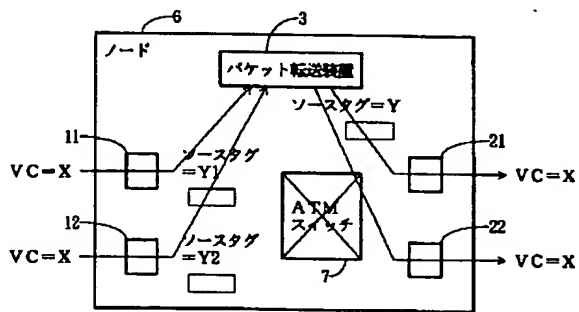 6
3
ノード
パケット転送装置
ソースタグ=Y
11
ソースタグ
=Y1
21
VC=X
VC=X
12
ATM
スイッチ
ソースタグ
=Y2
22
VC=X
VC=X
7